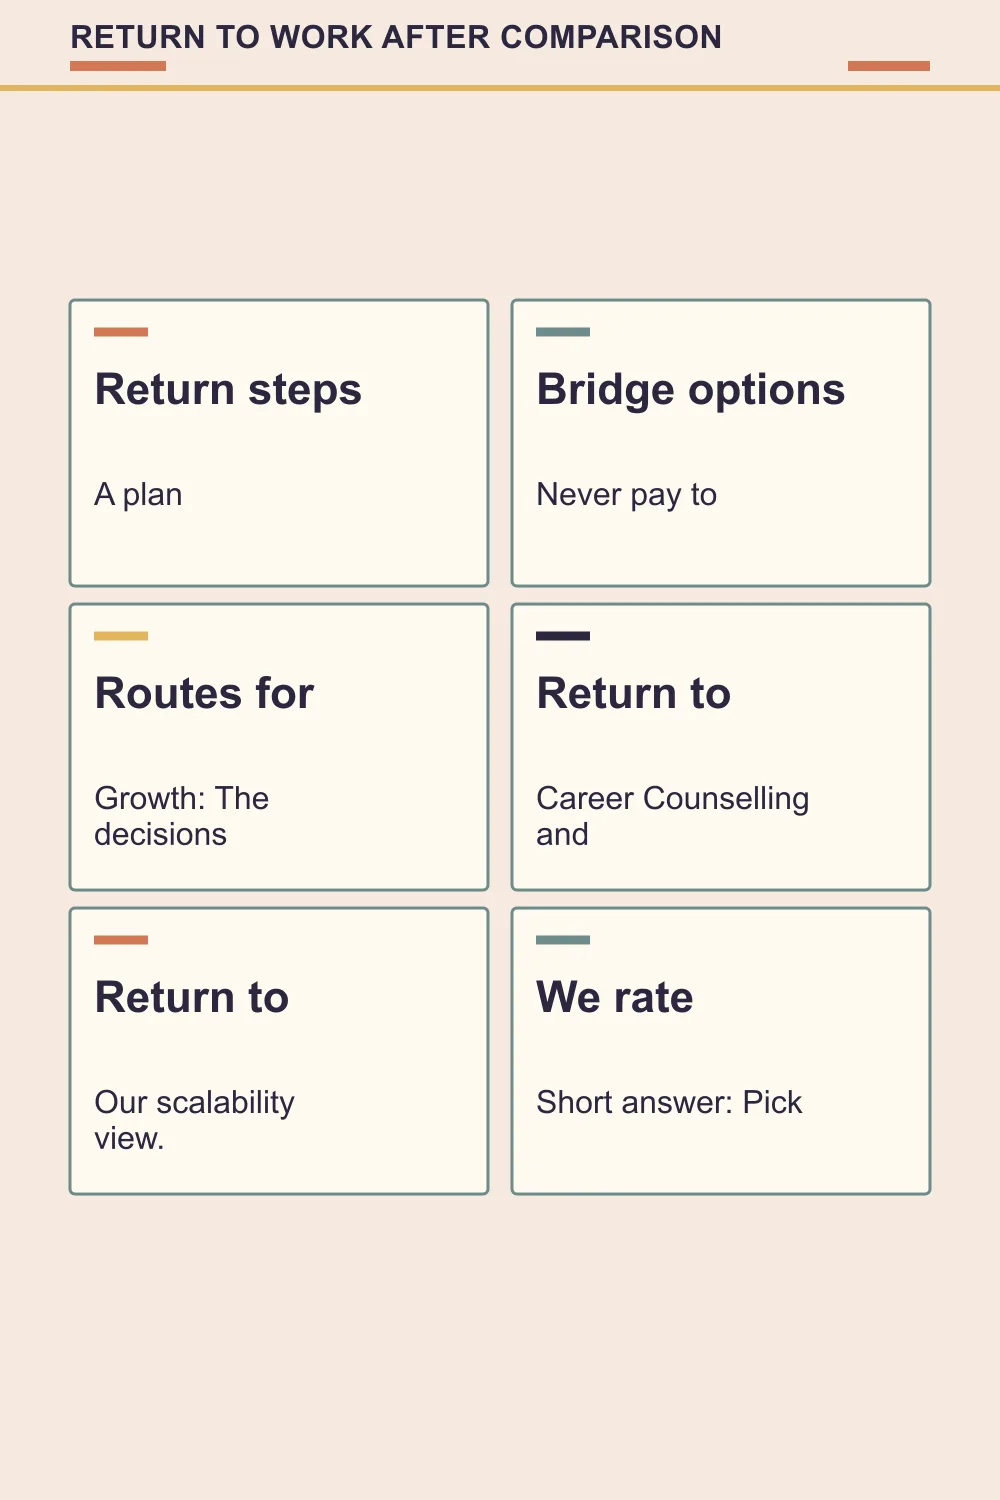 RETURN TO WORK AFTER COMPARISON
Return steps
A plan
Bridge options
Never pay to
Routes for
Growth: The
decisions
Return to
Career Counselling
and
Return to
Our scalability
view.
We rate
Short answer: Pick